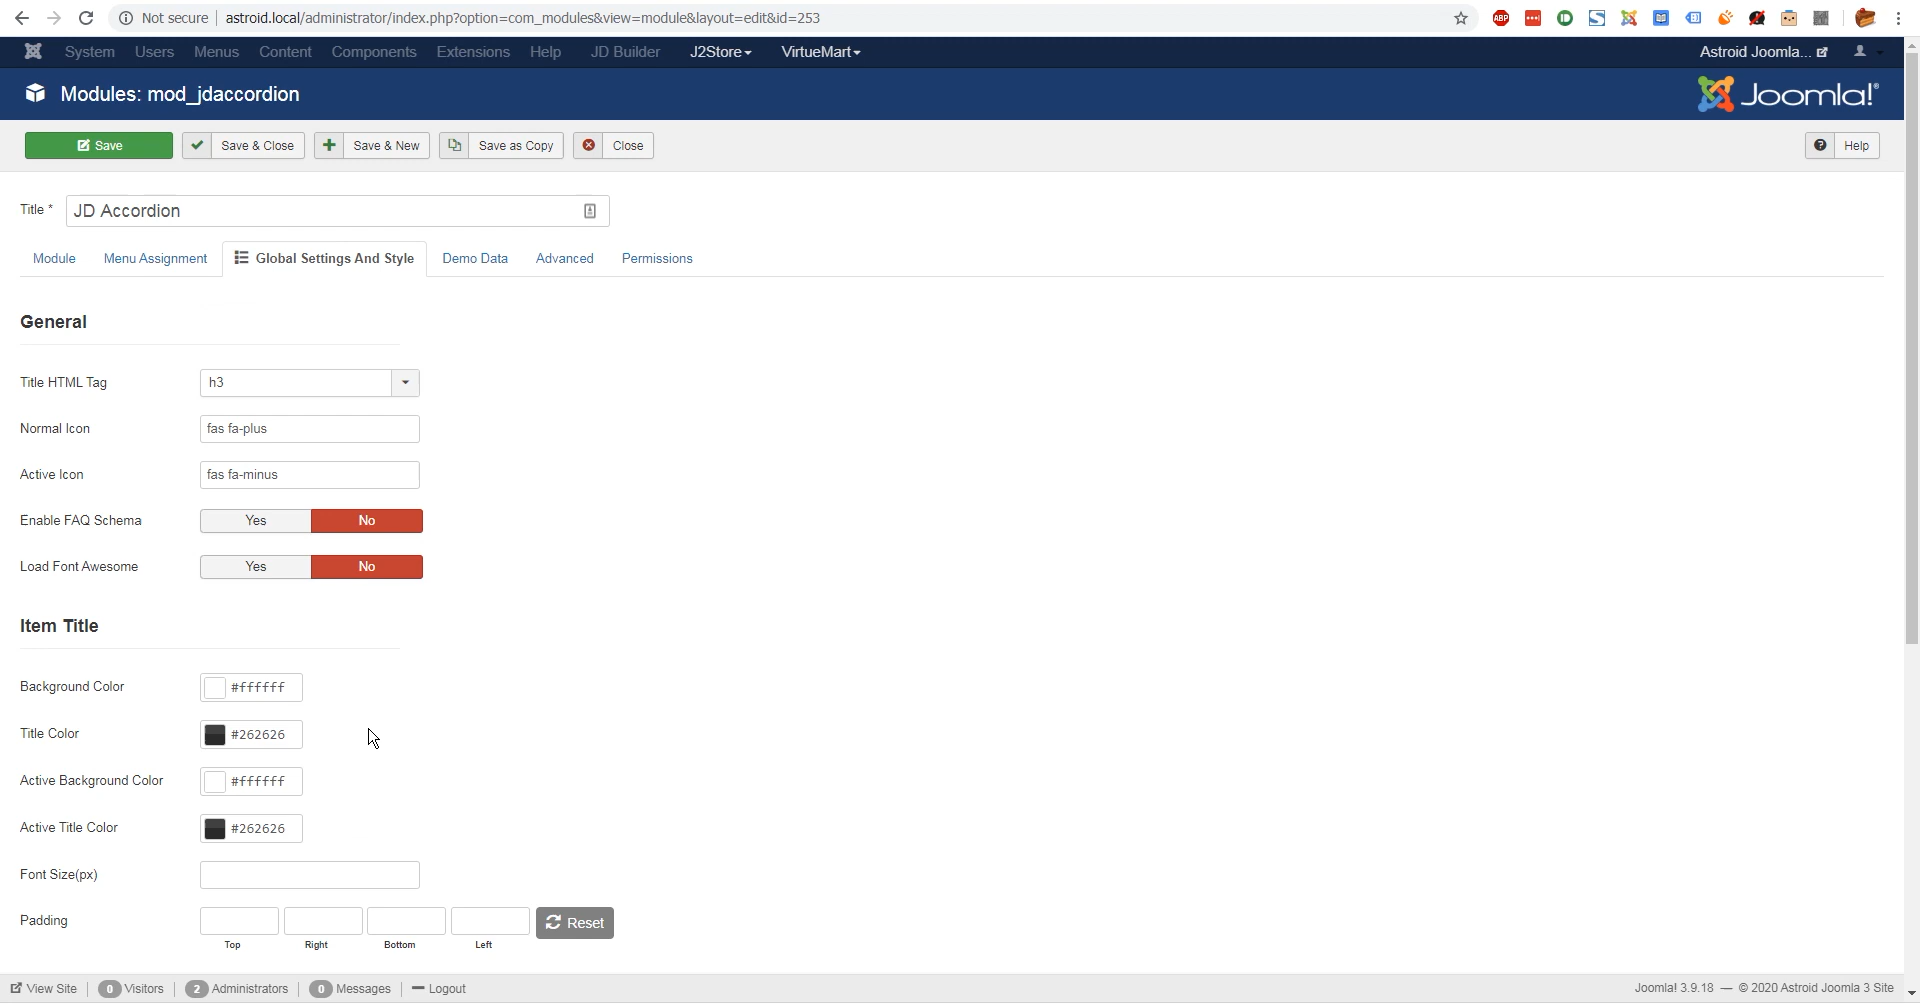 Not secure astroid.local/administrator/index.php?option=com_modules&view=module&layout=edit&id=253
ABP
System Users Menus Content Components Extensions Help JD Builder J2Store VirtueMart Astroid Joomla...
Modules: mod_jdaccordion Joomla!®
Save Save & Close Save & New Save as Copy Close Help
Title * JD Accordion
Module Menu Assignment Global Settings And Style Demo Data Advanced Permissions
General
Title HTML Tag h3
Normal Icon fas fa-plus
Active Icon fas fa-minus
Enable FAQ Schema Yes No
Load Font Awesome Yes No
Item Title
Background Color #ffffff
Title Color #262626
Active Background Color #ffffff
Active Title Color #262626
Font Size(px)
Padding Reset
Top Right Bottom Left
View Site 0 Visitors 2 Administrators 0 Messages Logout Joomla! 3.9.18 — © 2020 Astroid Joomla 3 Site